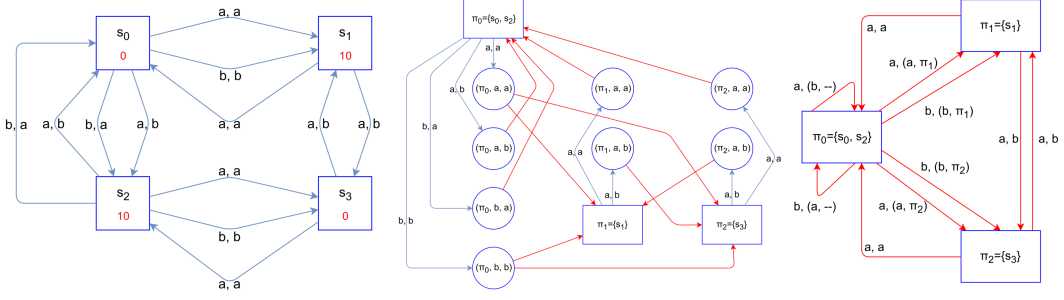 s0
0
s1
10
a, a
b, b
a, a
b, a
a, b
b, a
a, b
a, b
a, b
s2
10
s3
0
a, a
b, b
a, a
π0={s0, s2}
a, a
a, b
b, a
b, b
(π0, a, a)
(π1, a, a)
(π2, a, a)
(π0, a, b)
(π1, a, b)
(π2, a, b)
a, a
a, a
a, b
a, b
(π0, b, a)
π1={s1}
π2={s3}
(π0, b, b)
π1={s1}
a, a
a, (a, π1)
a, (b, --)
b, (b, π1)
π0={s0, s2}
a, b
a, b
b, (b, π2)
b, (a, --)
a, (a, π2)
a, a
π2={s3}